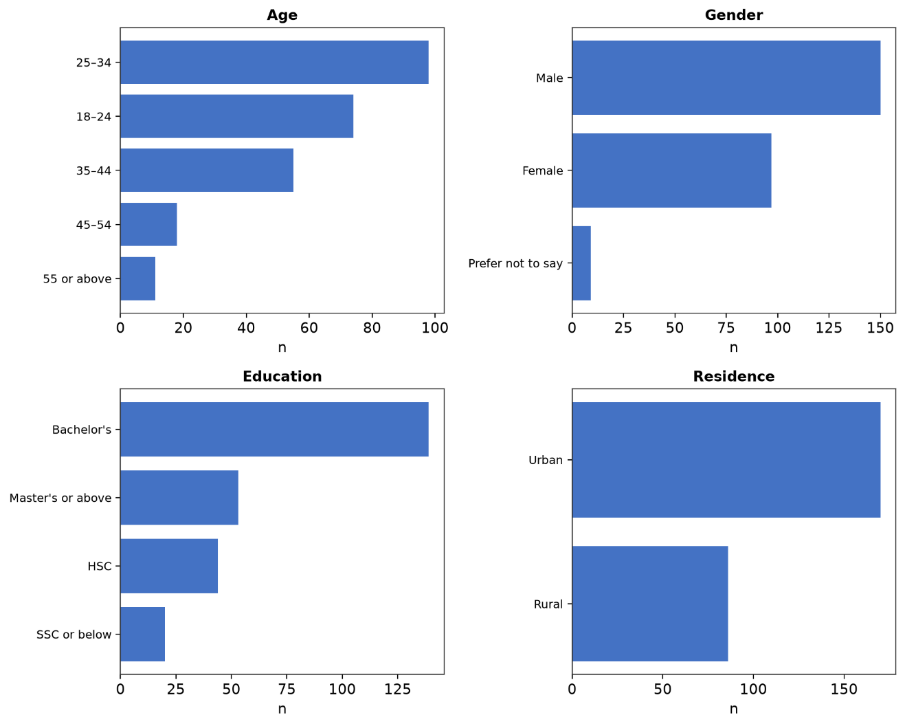 Age
25–34
18–24
35–44
45–54
55 or above
0 20 40 60 80 100
n
Gender
Male
Female
Prefer not to say
0 25 50 75 100 125 150
n
Education
Bachelor's
Master's or above
HSC
SSC or below
0 25 50 75 100 125
n
Residence
Urban
Rural
0 50 100 150
n